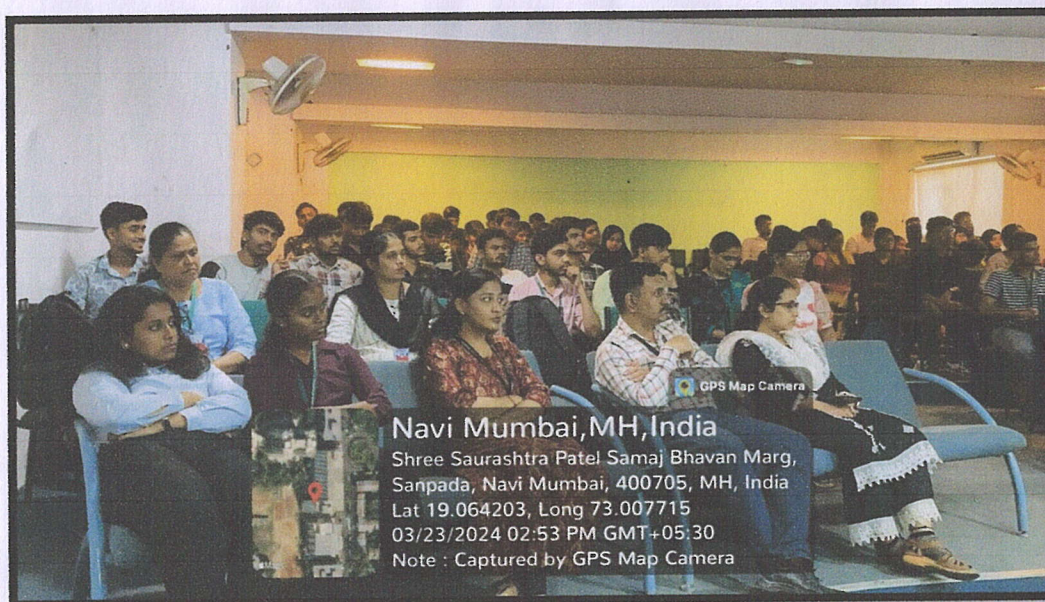 GPS Map Camera
Navi Mumbai,MH,India
Shree Saurashtra Patel Samaj Bhavan Marg,
Sanpada, Navi Mumbai, 400705, MH, India
Lat 19.064203, Long 73.007715
03/23/2024 02:53 PM GMT+05:30
Note : Captured by GPS Map Camera